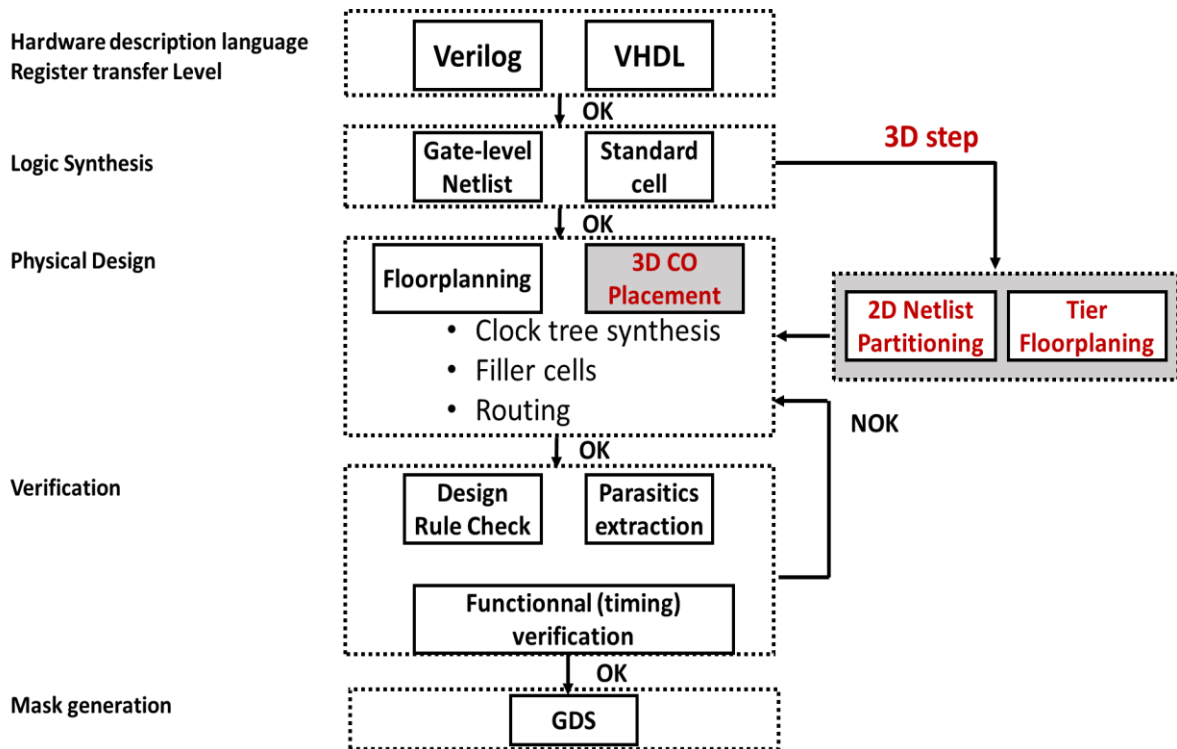 Hardware description language
Register transfer Level
Verilog
VHDL
OK
3D step
Logic Synthesis
Gate-level
Netlist
Standard
cell
OK
Physical Design
Floorplanning
3D CO
Placement
• Clock tree synthesis
• Filler cells
• Routing
2D Netlist
Partitioning
Tier
Floorplaning
NOK
OK
Verification
Design
Rule Check
Parasitics
extraction
Functionnal (timing)
verification
OK
Mask generation
GDS